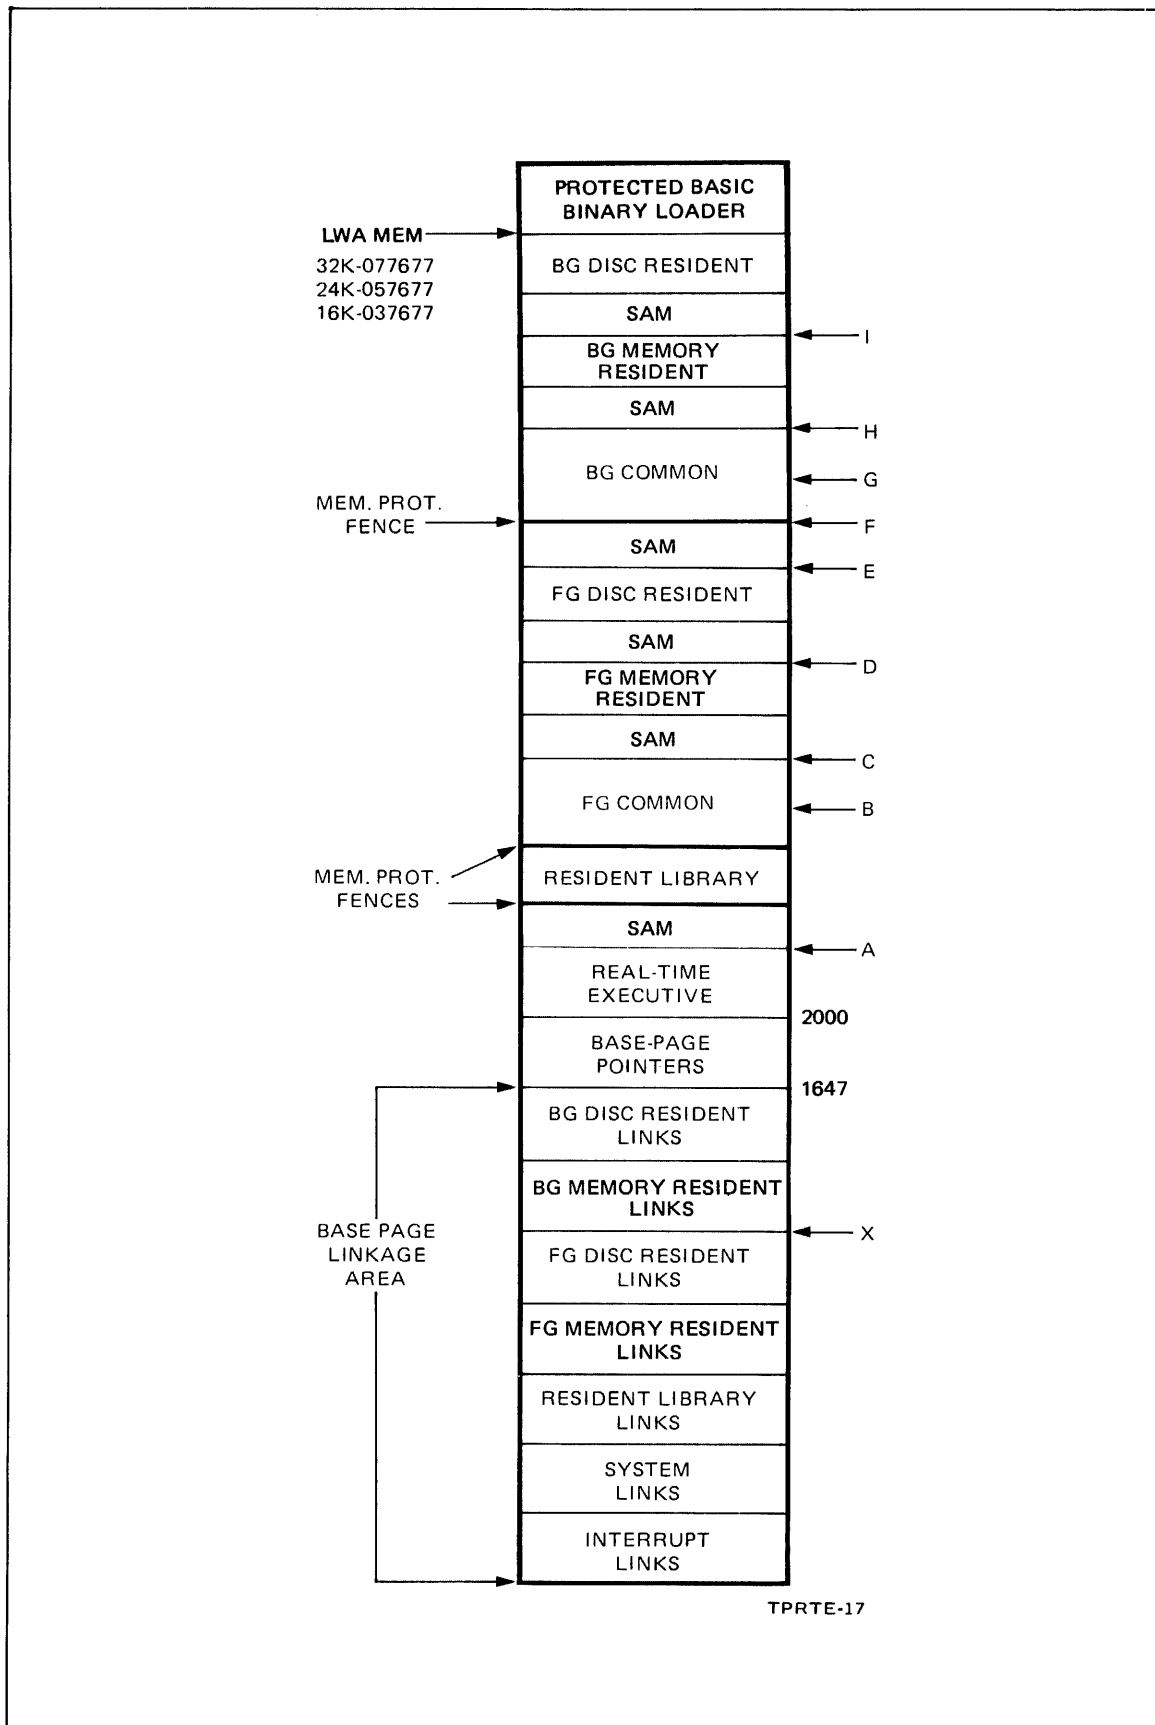 PROTECTED BASIC
BINARY LOADER
LWA MEM
32K-077677
24K-057677
16K-037677
BG DISC RESIDENT
SAM
I
BG MEMORY
RESIDENT
SAM
H
BG COMMON
G
MEM. PROT.
FENCE
F
SAM
E
FG DISC RESIDENT
SAM
D
FG MEMORY
RESIDENT
SAM
C
FG COMMON
B
MEM. PROT.
FENCES
RESIDENT LIBRARY
SAM
A
REAL-TIME
EXECUTIVE
2000
BASE-PAGE
POINTERS
1647
BG DISC RESIDENT
LINKS
BG MEMORY RESIDENT
LINKS
X
BASE PAGE
LINKAGE
AREA
FG DISC RESIDENT
LINKS
FG MEMORY RESIDENT
LINKS
RESIDENT LIBRARY
LINKS
SYSTEM
LINKS
INTERRUPT
LINKS
TPRTE-17